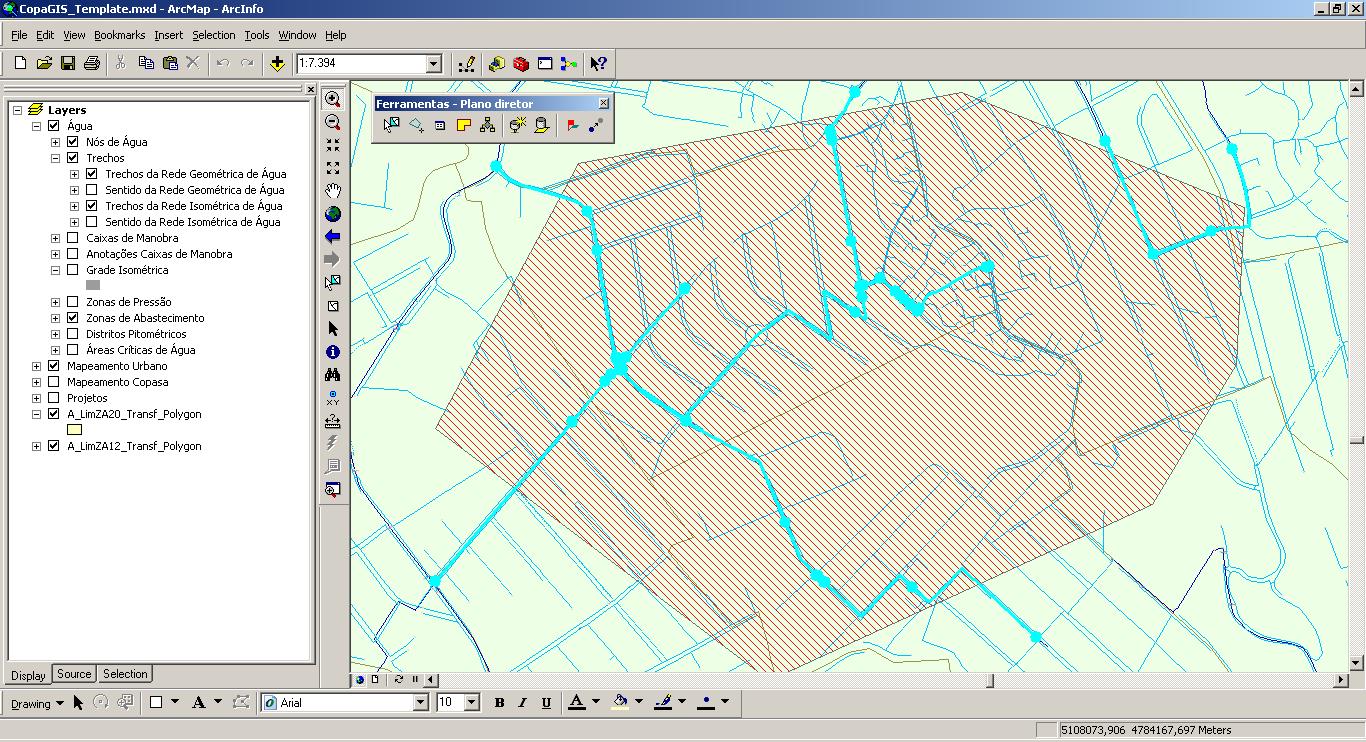 CopaGIS_Template.mxd - ArcMap - ArcInfo
File Edit View Bookmarks Insert Selection Tools Window Help
1:7.394
Layers
Água
Nós de Água
Trechos
Trechos da Rede Geométrica de Água
Sentido da Rede Geométrica de Água
Trechos da Rede Isométrica de Água
Sentido da Rede Isométrica de Água
Caixas de Manobra
Anotações Caixas de Manobra
Grade Isométrica
Zonas de Pressão
Zonas de Abastecimento
Distritos Pitométricos
Áreas Críticas de Água
Mapeamento Urbano
Mapeamento Copasa
Projetos
A_LimZA20_Transf_Polygon
A_LimZA12_Transf_Polygon
Display Source Selection
Ferramentas - Plano diretor
XY
Drawing A Arial 10 B I U A
5108073,906 4784167,697 Meters